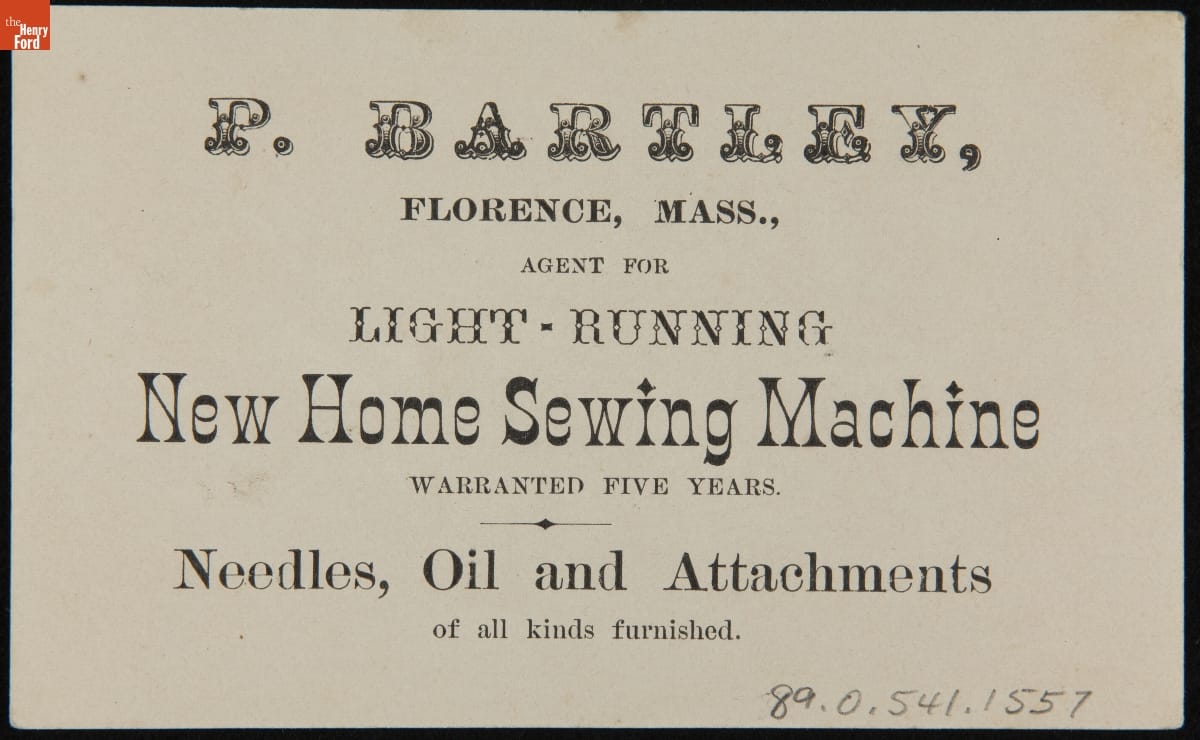 the
Henry
Ford
P. BARTLEY,
FLORENCE, MASS.,
AGENT FOR
LIGHT-RUNNING
New Home Sewing Machine
WARRANTED FIVE YEARS.
Needles, Oil and Attachments
of all kinds furnished.
89.0.541.1557